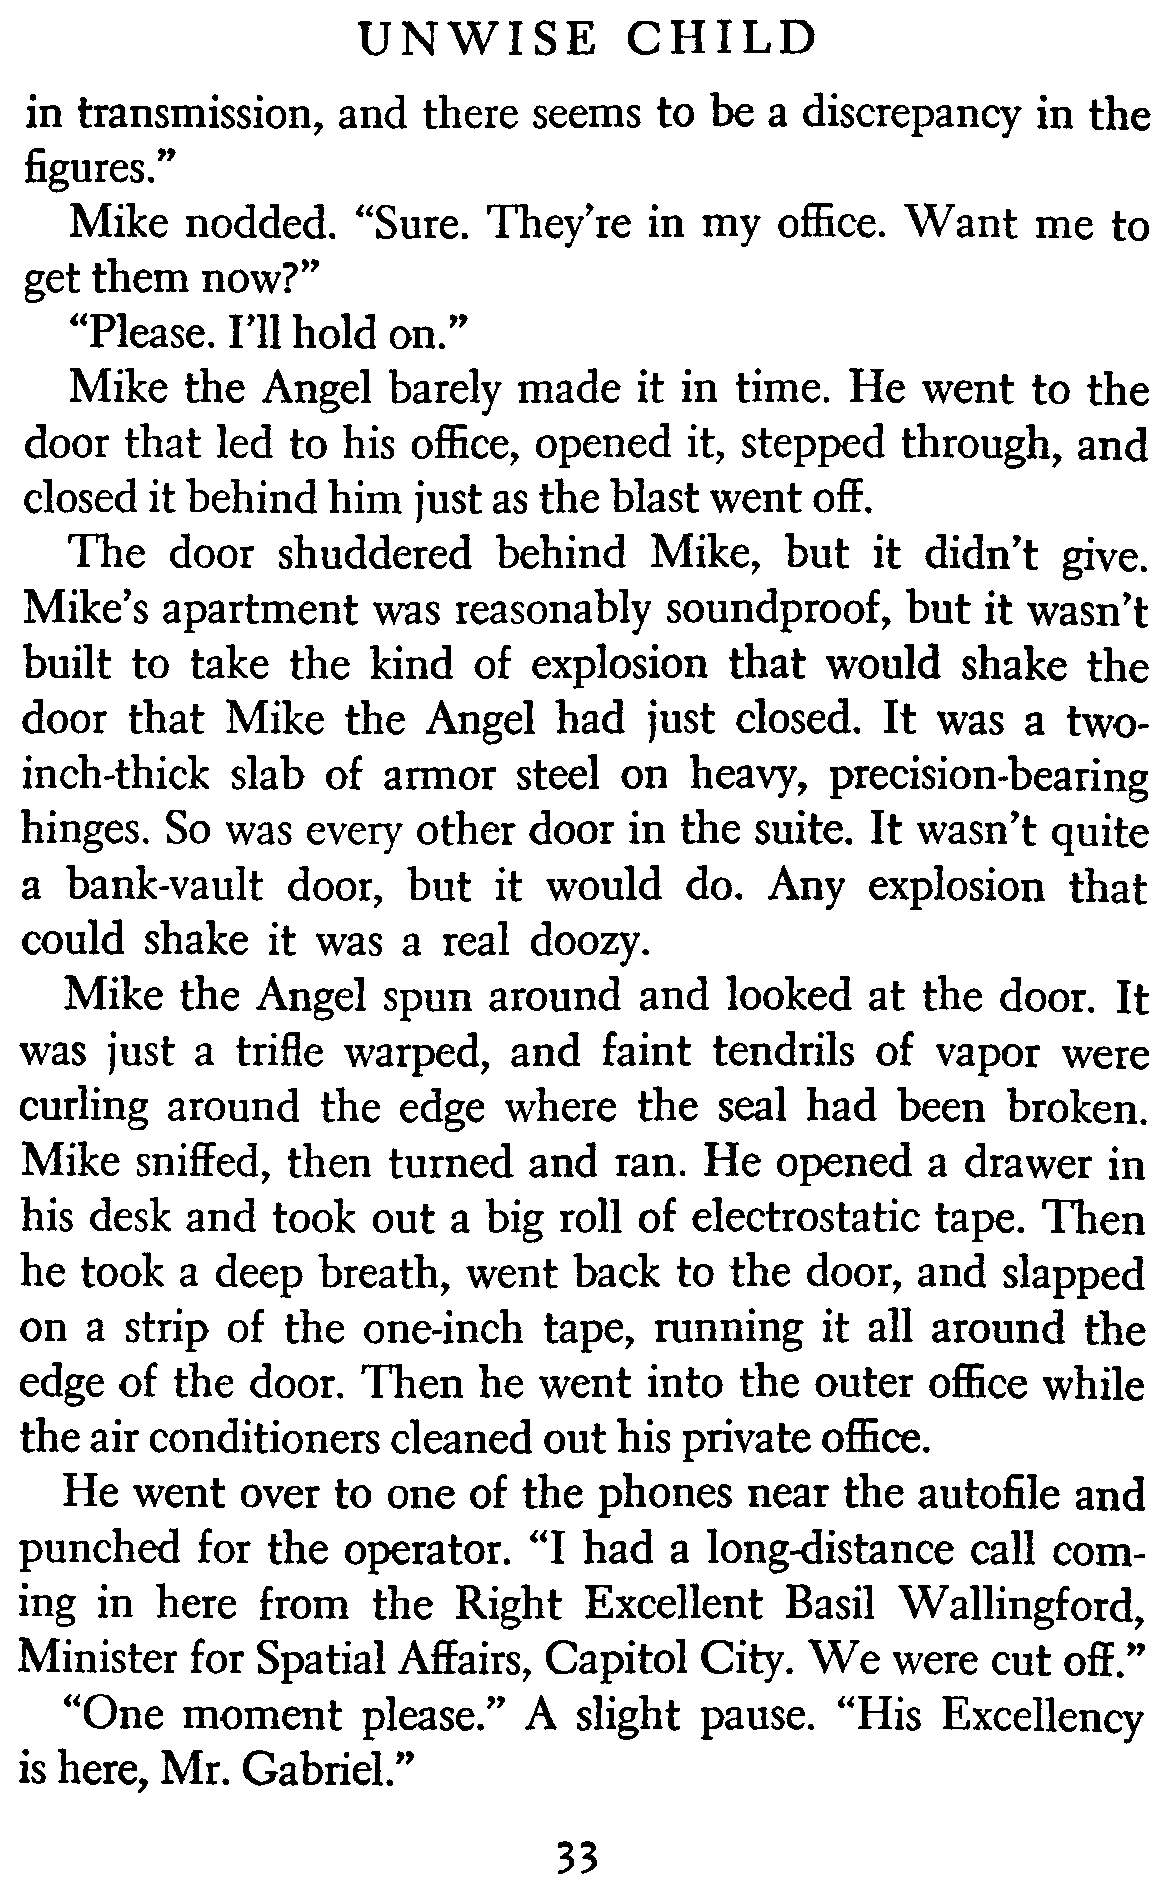 UNWISE CHILD
in transmission, and there seems to be a discrepancy in the
figures.”
Mike nodded. “Sure. They’re in my office. Want me to
get them now?”
“Please. I’ll hold on.”
Mike the Angel barely made it in time. He went to the
door that led to his office, opened it, stepped through, and
closed it behind him just as the blast went off.
The door shuddered behind Mike, but it didn’t give.
Mike’s apartment was reasonably soundproof, but it wasn’t
built to take the kind of explosion that would shake the
door that Mike the Angel had just closed. It was a two-
inch-thick slab of armor steel on heavy, precision-bearing
hinges. So was every other door in the suite. It wasn’t quite
a bank-vault door, but it would do. Any explosion that
could shake it was a real doozy.
Mike the Angel spun around and looked at the door. It
was just a trifle warped, and faint tendrils of vapor were
curling around the edge where the seal had been broken.
Mike sniffed, then turned and ran. He opened a drawer in
his desk and took out a big roll of electrostatic tape. Then
he took a deep breath, went back to the door, and slapped
on a strip of the one-inch tape, running it all around the
edge of the door. Then he went into the outer office while
the air conditioners cleaned out his private office.
He went over to one of the phones near the autofile and
punched for the operator. “I had a long-distance call com-
ing in here from the Right Excellent Basil Wallingford,
Minister for Spatial Affairs, Capitol City. We were cut off.”
“One moment please.” A slight pause. “His Excellency
is here, Mr. Gabriel.”
33